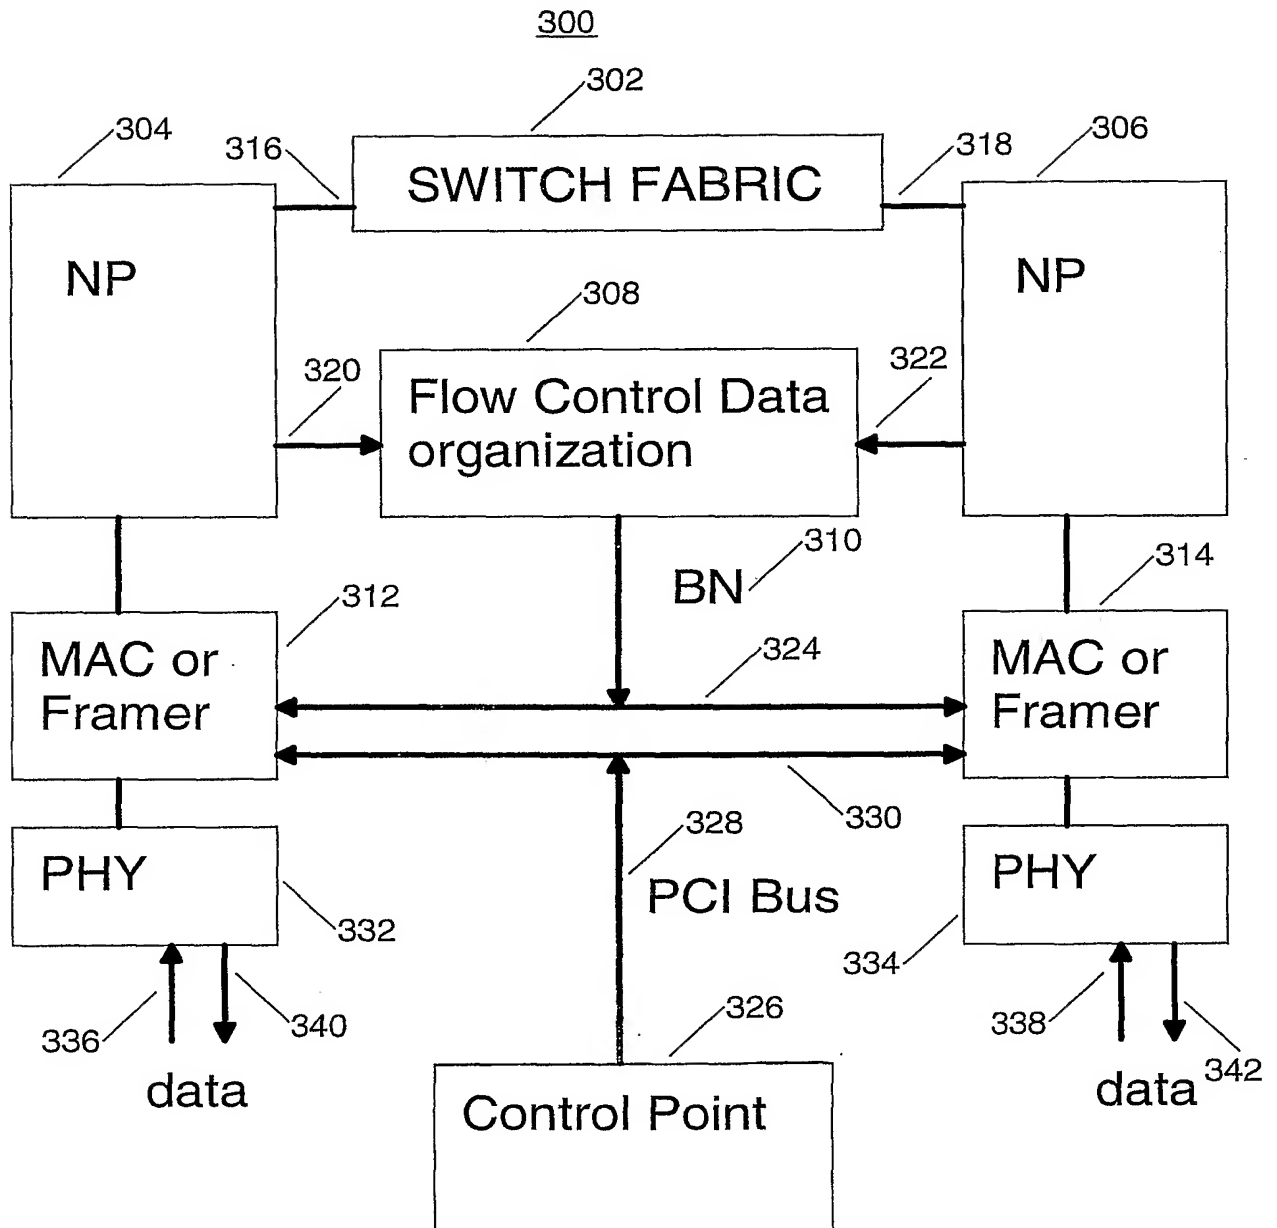 300
302
304
306
316
318
SWITCH FABRIC
NP
NP
308
320
322
Flow Control Data
organization
310
BN
312
314
MAC or
Framer
324
MAC or
Framer
330
328
PHY
332
PCI Bus
PHY
334
336
340
326
338
342
data
data
Control Point